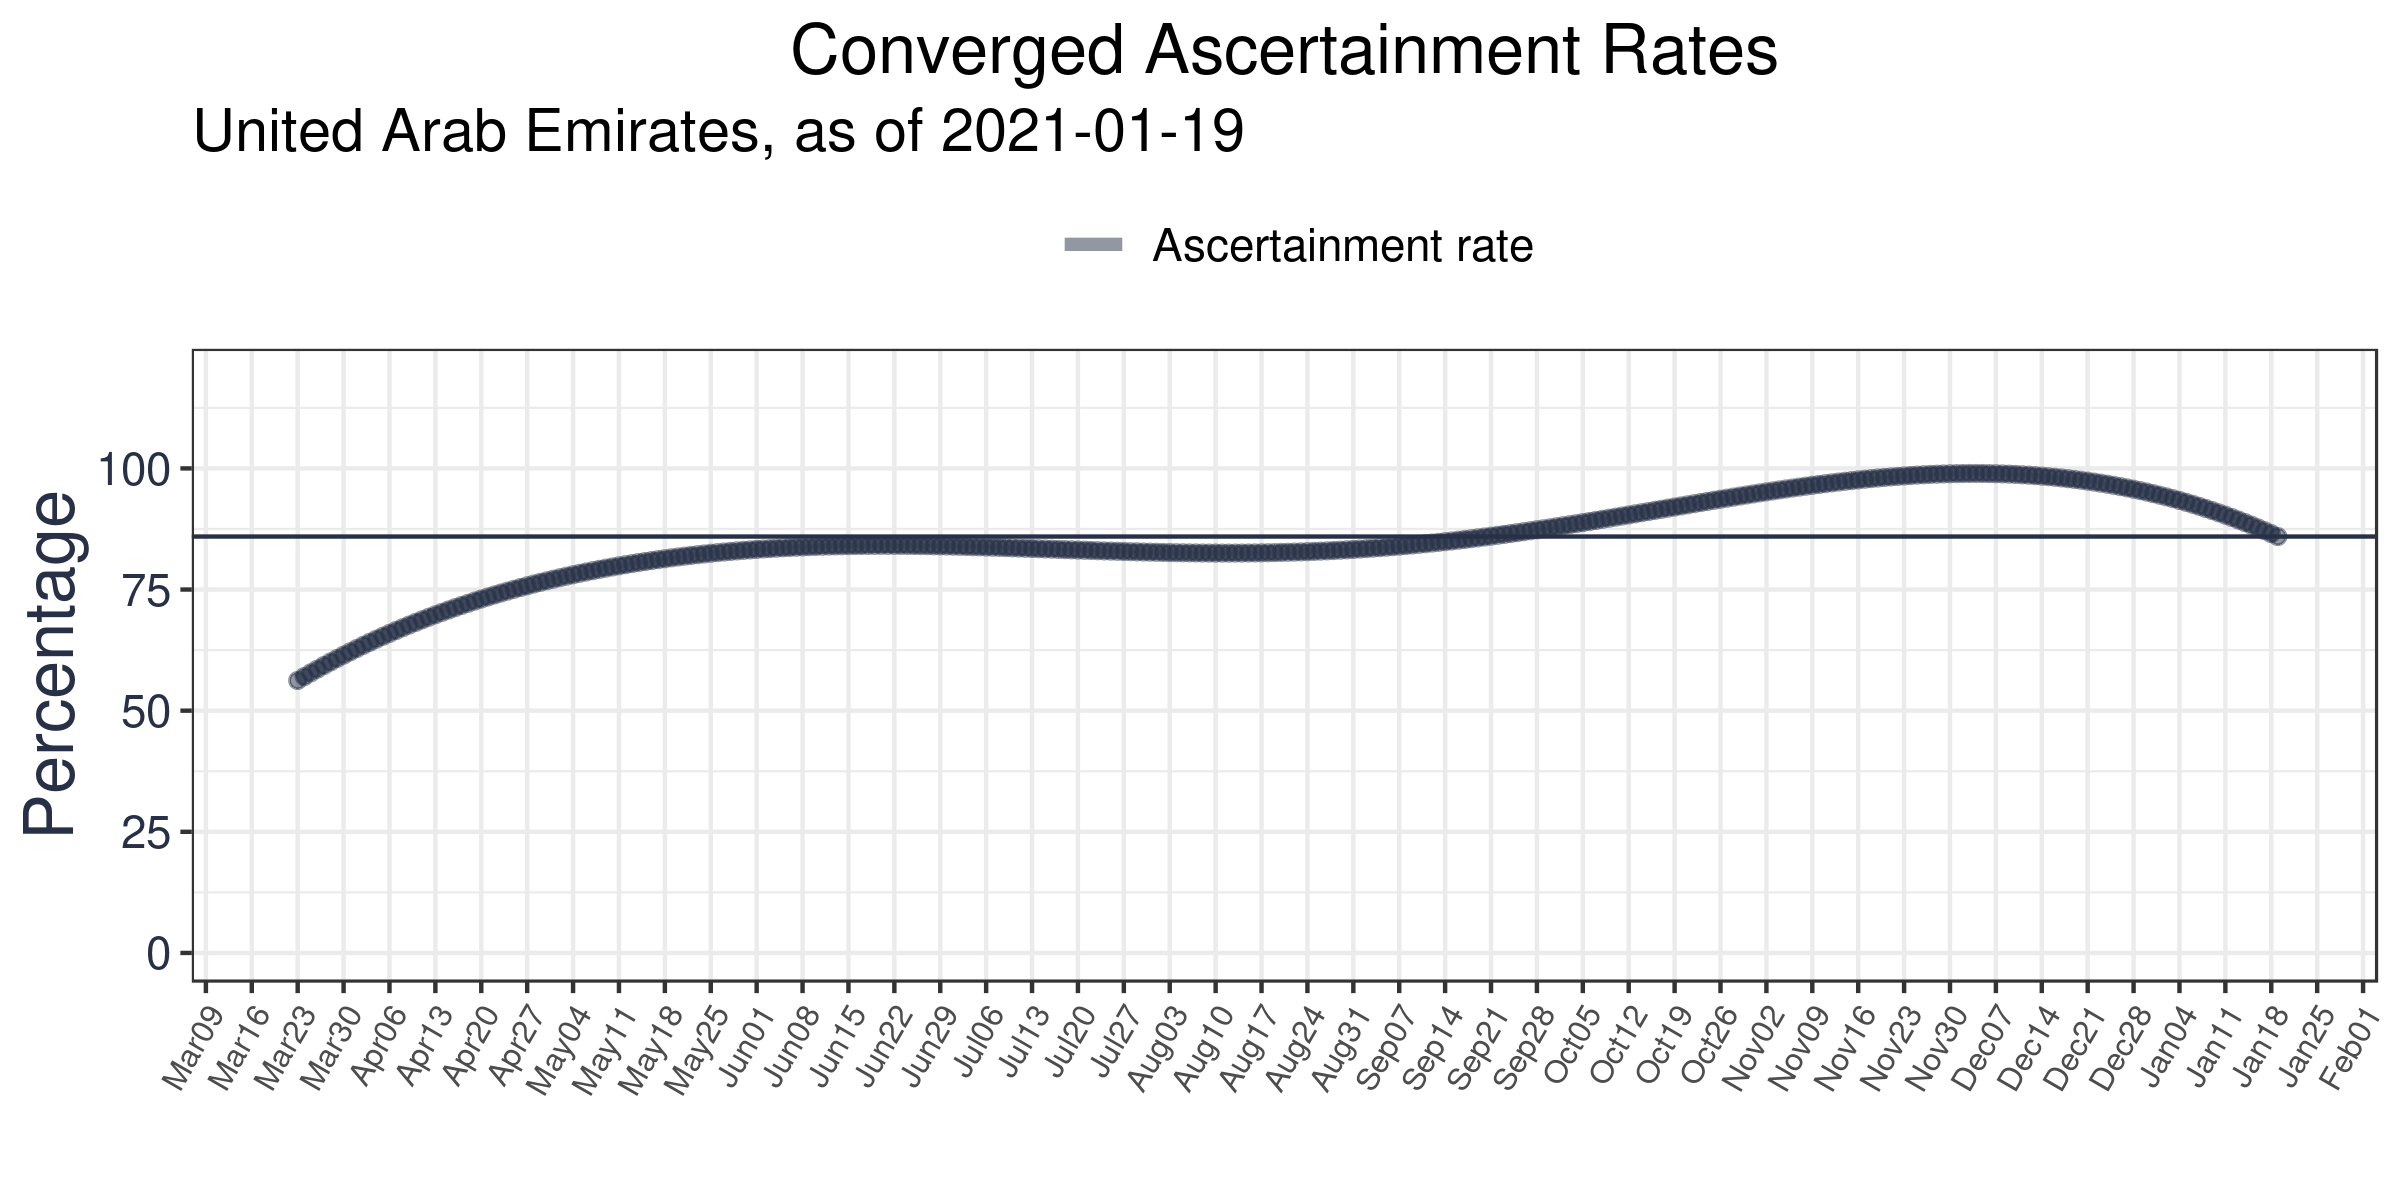 Converged Ascertainment Rates
United Arab Emirates, as of 2021-01-19
Ascertainment rate
Percentage
100
75
50
25
0
Mar09 Mar16 Mar23 Mar30 Apr06 Apr13 Apr20 Apr27 May04 May11 May18 May25 Jun01 Jun08 Jun15 Jun22 Jun29 Jul06 Jul13 Jul20 Jul27 Aug03 Aug10 Aug17 Aug24 Aug31 Sep07 Sep14 Sep21 Sep28 Oct05 Oct12 Oct19 Oct26 Nov02 Nov09 Nov16 Nov23 Nov30 Dec07 Dec14 Dec21 Dec28 Jan04 Jan11 Jan18 Jan25 Feb01